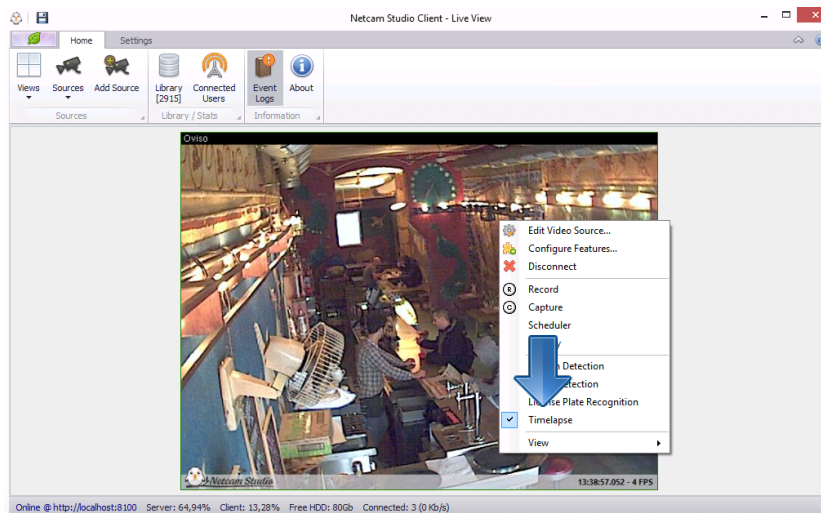 Netcam Studio Client - Live View
Home Settings
Views Sources Add Source Library [2915] Connected Users Event Logs About
Sources Library / Stats Information
Oviso
Edit Video Source...
Configure Features...
Disconnect
R Record
C Capture
Scheduler
Detection
License Plate Recognition
Timelapse
View
Netcam Studio 13:38:57.052 - 4 FPS
Online @ http://localhost:8100 Server: 64,94% Client: 13,28% Free HDD: 80Gb Connected: 3 (0 Kb/s)